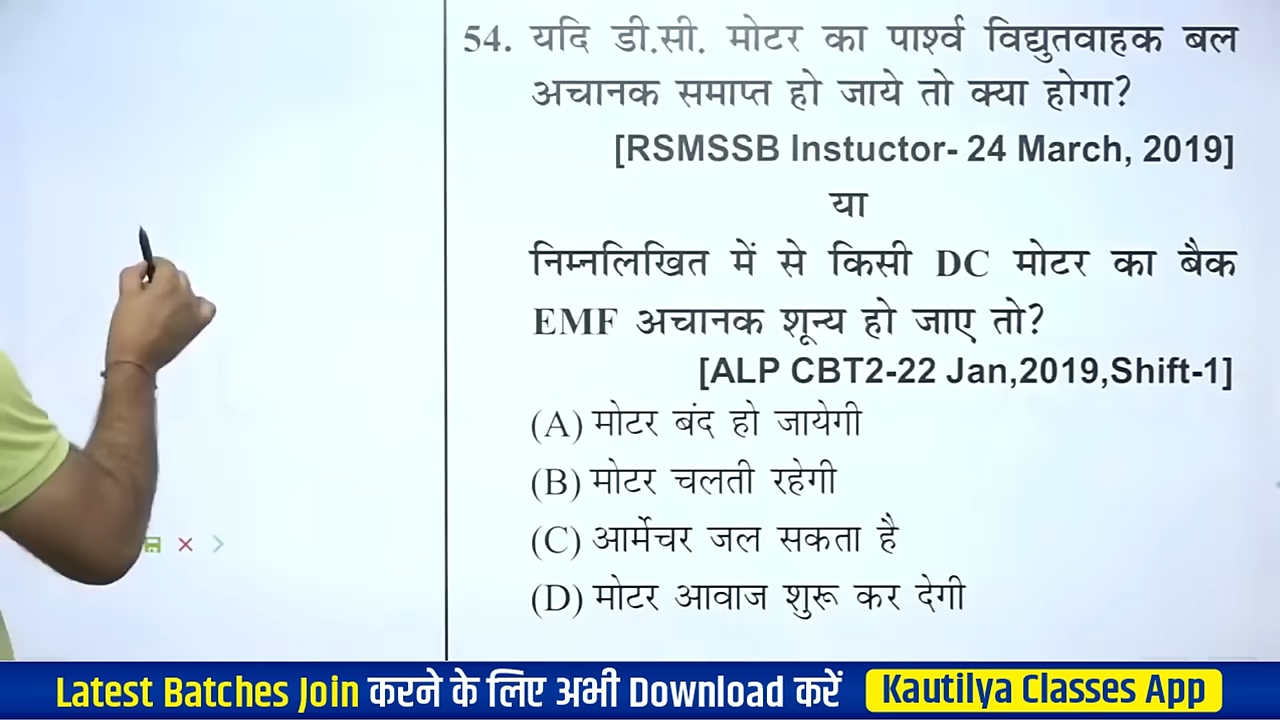 54. यदि डी.सी. मोटर का पार्श्व विद्युतवाहक बल
अचानक समाप्त हो जाये तो क्या होगा?
[RSMSSB Instuctor- 24 March, 2019]
या
निम्नलिखित में से किसी DC मोटर का बैक
EMF अचानक शून्य हो जाए तो?
[ALP CBT2-22 Jan,2019,Shift-1]
(A) मोटर बंद हो जायेगी
(B) मोटर चलती रहेगी
(C) आर्मेचर जल सकता है
(D) मोटर आवाज शुरू कर देगी
Latest Batches Join करने के लिए अभी Download करें Kautilya Classes App